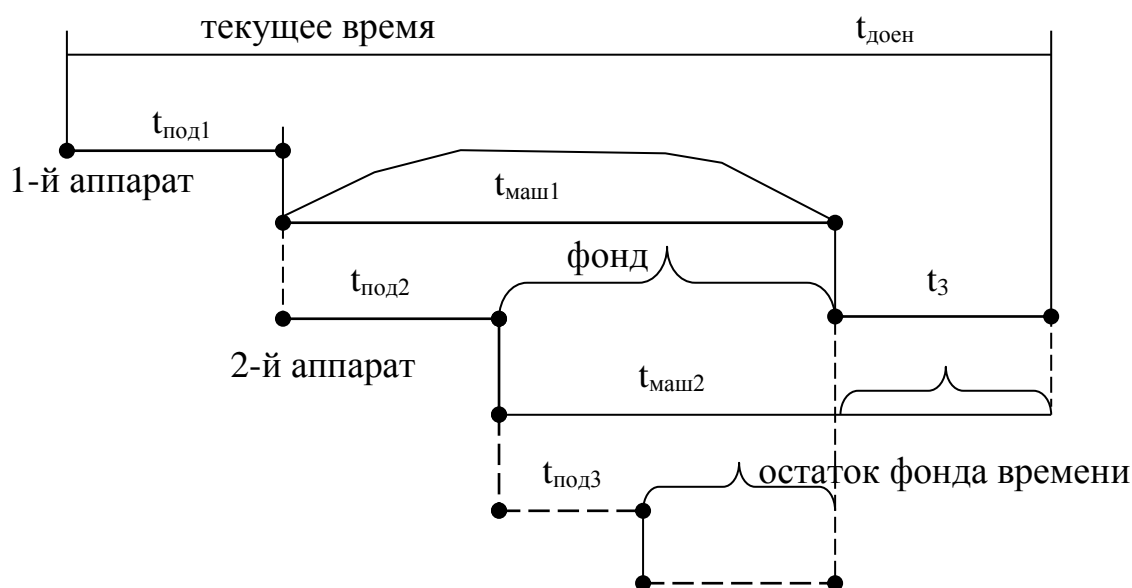 текущее время
tдоен
tпод1
1-й аппарат
tмаш1
фонд
tпод2
t3
2-й аппарат
tмаш2
tпод3
остаток фонда времени